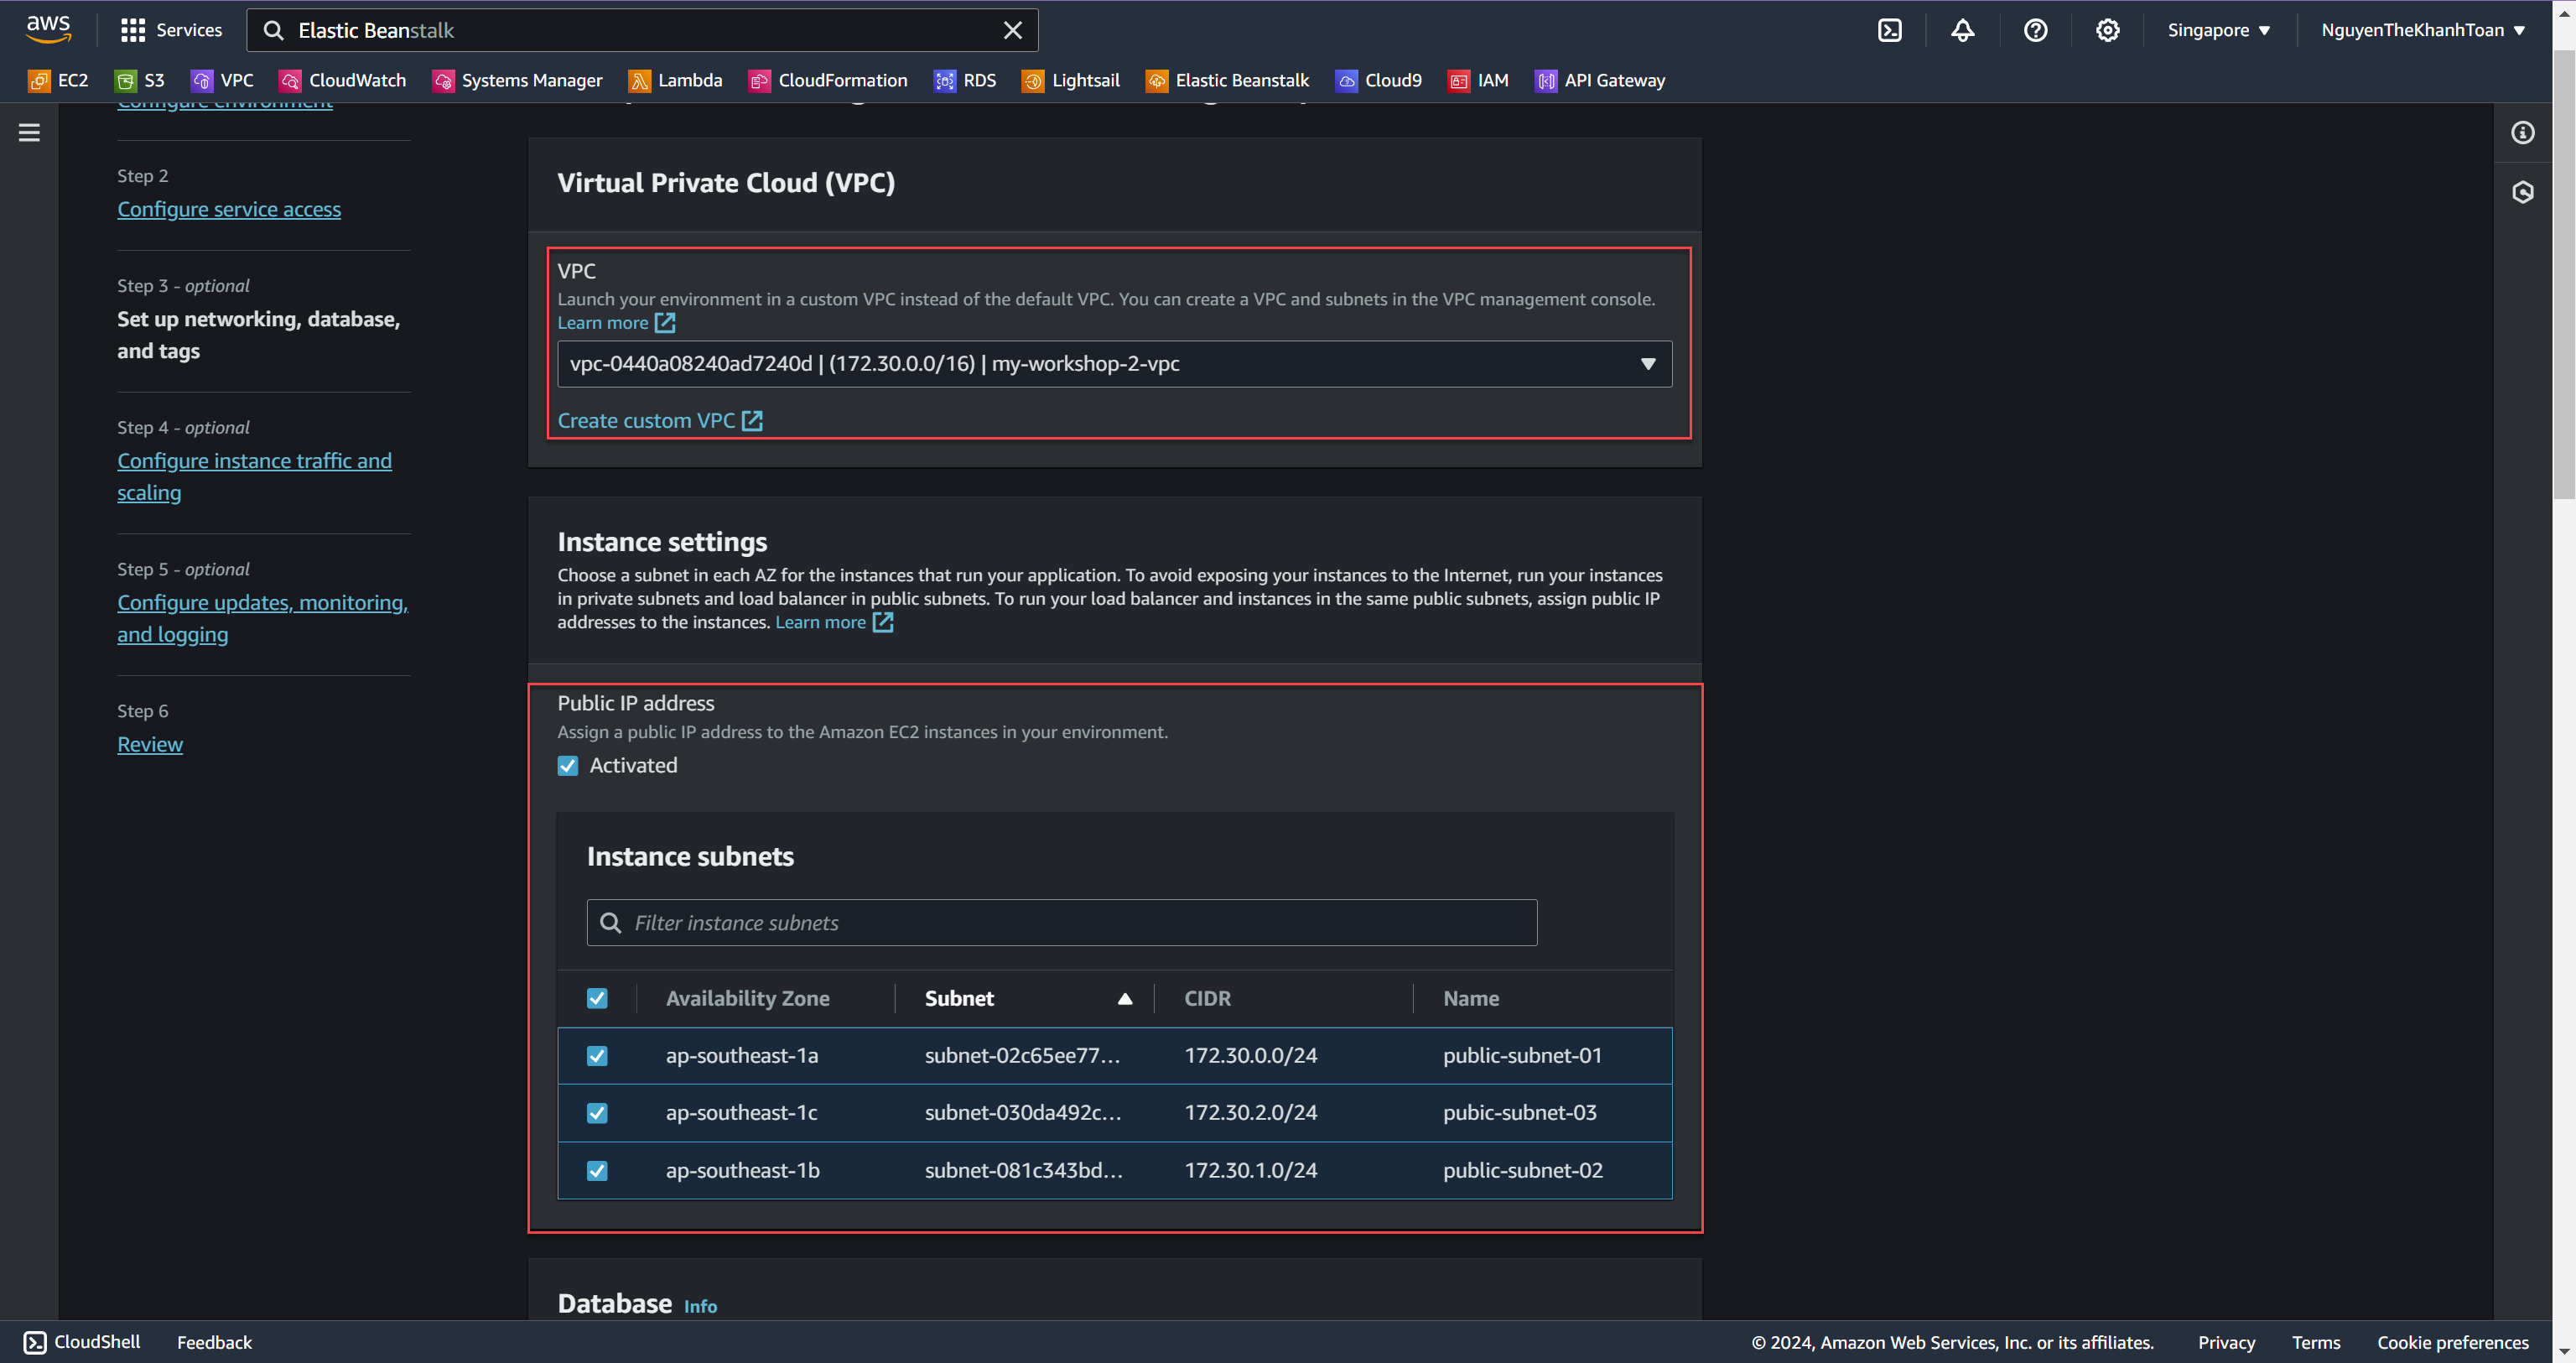 aws
Services
Elastic Beanstalk
Singapore
NguyenTheKhanhToan
EC2
S3
VPC
CloudWatch
Systems Manager
Lambda
CloudFormation
RDS
Lightsail
Elastic Beanstalk
Cloud9
IAM
API Gateway
Configure environment
Step 2
Configure service access
Step 3 - optional
Set up networking, database,
and tags
Step 4 - optional
Configure instance traffic and
scaling
Step 5 - optional
Configure updates, monitoring,
and logging
Step 6
Review
Virtual Private Cloud (VPC)
VPC
Launch your environment in a custom VPC instead of the default VPC. You can create a VPC and subnets in the VPC management console.
Learn more
vpc-0440a08240ad7240d | (172.30.0.0/16) | my-workshop-2-vpc
Create custom VPC
Instance settings
Choose a subnet in each AZ for the instances that run your application. To avoid exposing your instances to the Internet, run your instances
in private subnets and load balancer in public subnets. To run your load balancer and instances in the same public subnets, assign public IP
addresses to the instances. Learn more
Public IP address
Assign a public IP address to the Amazon EC2 instances in your environment.
Activated
Instance subnets
Filter instance subnets
Availability Zone Subnet CIDR Name
ap-southeast-1a subnet-02c65ee77... 172.30.0.0/24 public-subnet-01
ap-southeast-1c subnet-030da492c... 172.30.2.0/24 pubic-subnet-03
ap-southeast-1b subnet-081c343bd... 172.30.1.0/24 public-subnet-02
Database Info
CloudShell
Feedback
© 2024, Amazon Web Services, Inc. or its affiliates.
Privacy
Terms
Cookie preferences